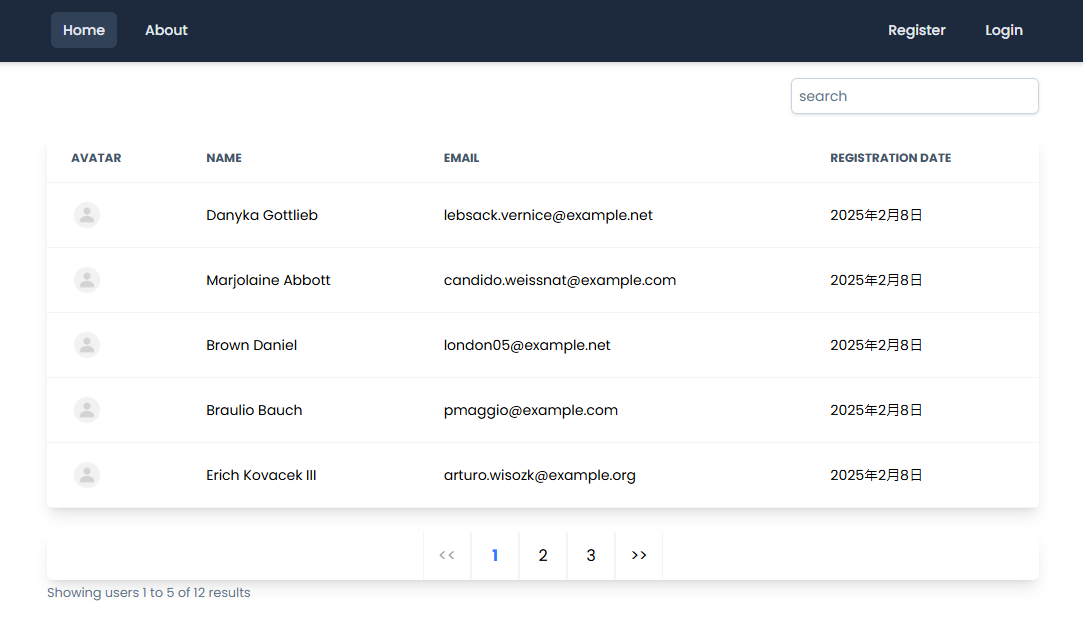 Home About Register Login
search
AVATAR NAME EMAIL REGISTRATION DATE
Danyka Gottlieb lebsack.vernice@example.net 2025年2月8日
Marjolaine Abbott candido.weissnat@example.com 2025年2月8日
Brown Daniel london05@example.net 2025年2月8日
Braulio Bauch pmaggio@example.com 2025年2月8日
Erich Kovacek III arturo.wisozk@example.org 2025年2月8日
<< 1 2 3 >>
Showing users 1 to 5 of 12 results